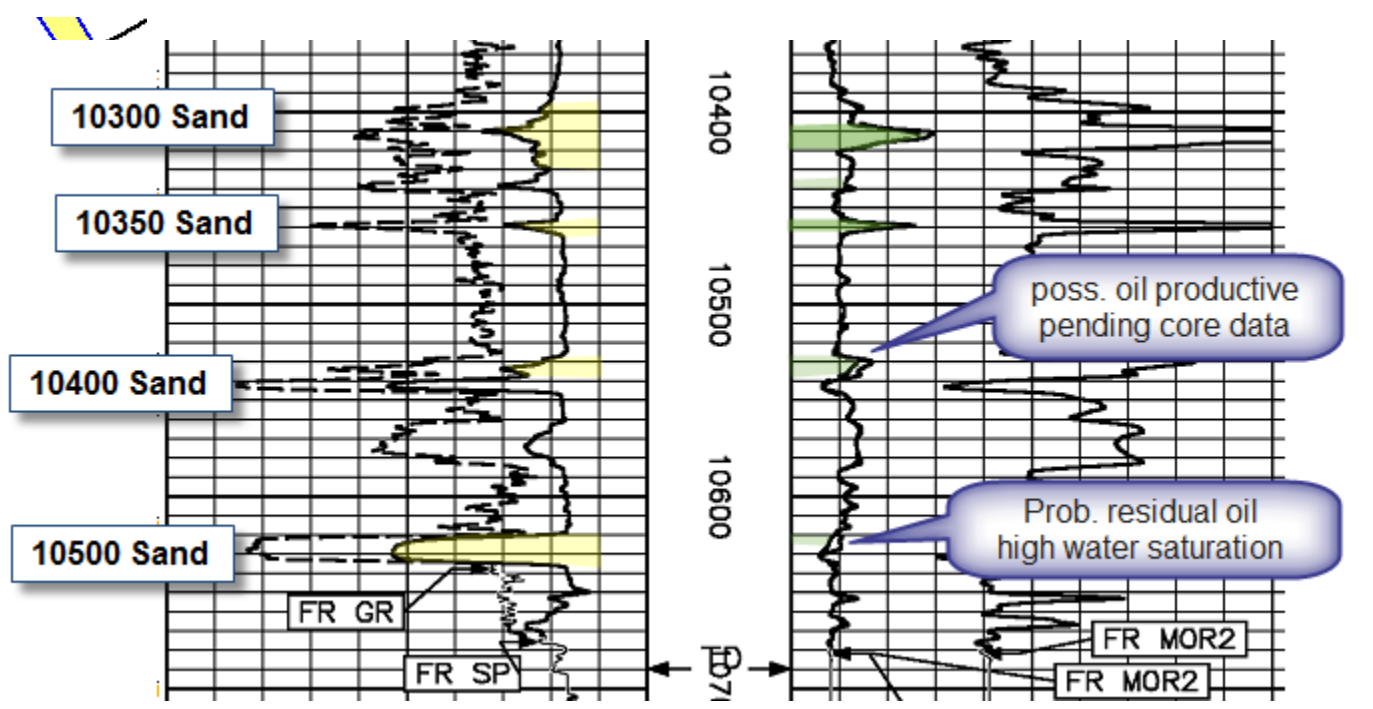 10300 Sand
10400
10350 Sand
10500
poss. oil productive
pending core data
10400 Sand
10600
10500 Sand
Prob. residual oil
high water saturation
FR GR
FR SP
TD
FR MOR2
FR MOR2